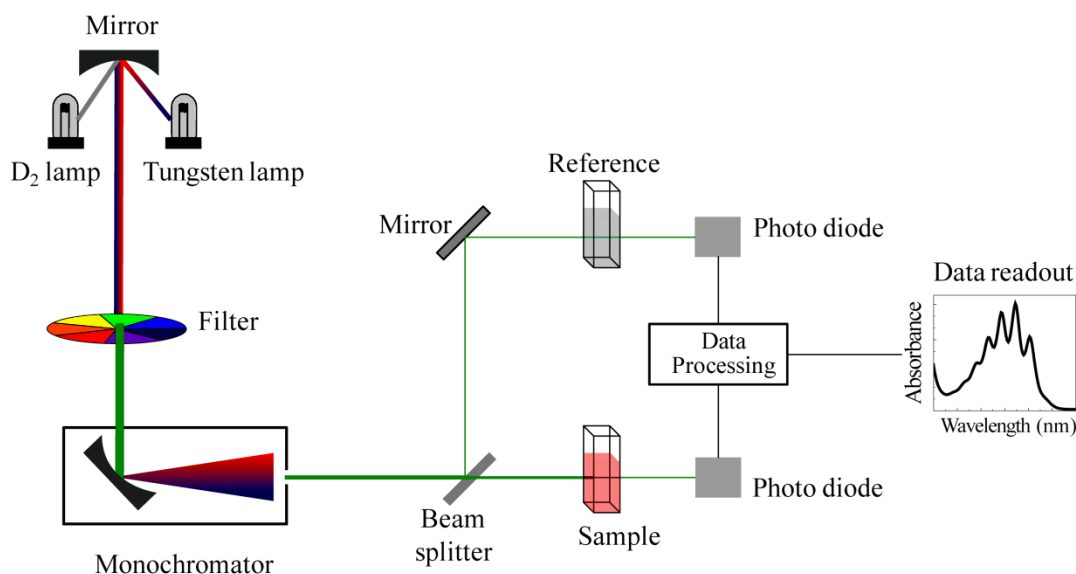 Mirror
D₂ lamp
Tungsten lamp
Filter
Monochromator
Mirror
Beam
splitter
Reference
Sample
Photo diode
Data
Processing
Photo diode
Data readout
Absorbance
Wavelength (nm)